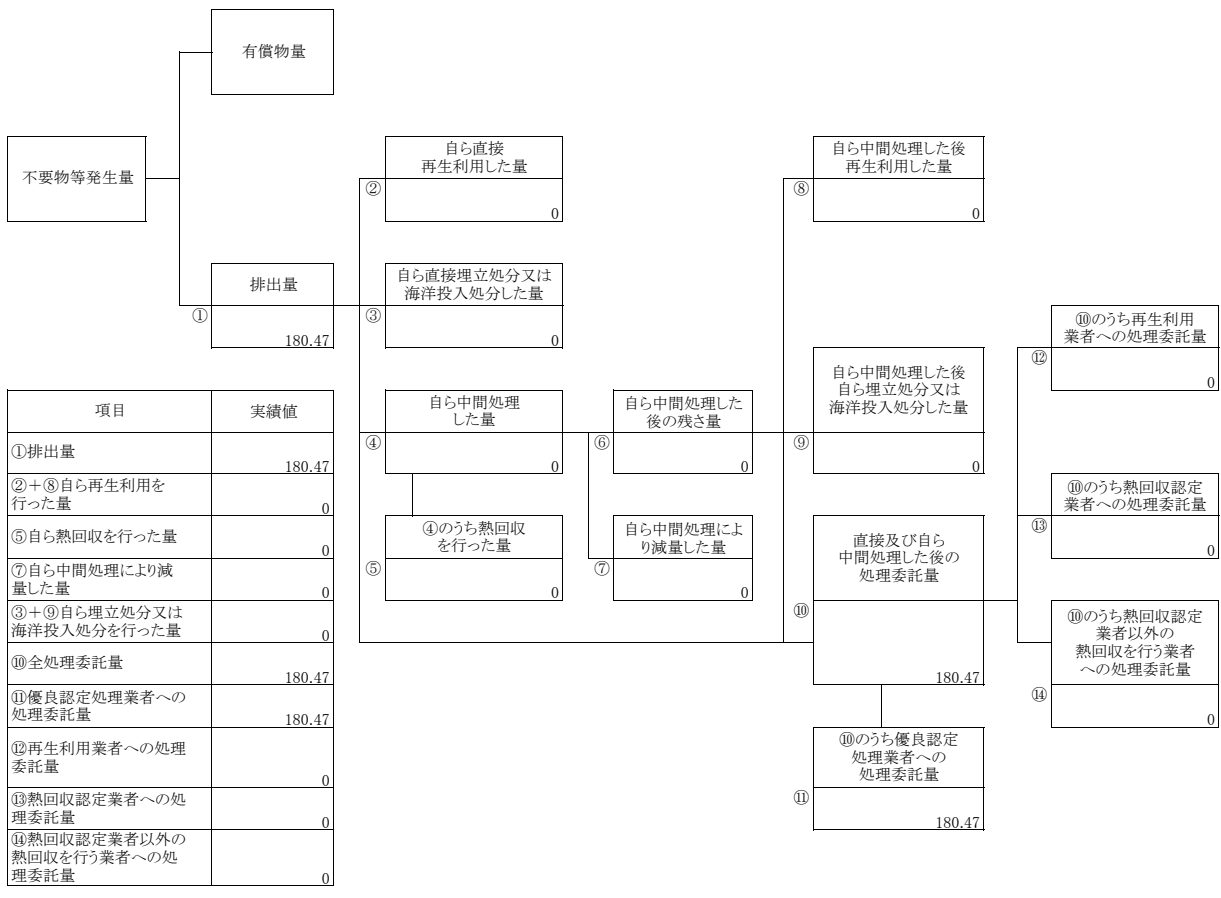 有償物量
不要物等発生量
自ら直接
再生利用した量
②
0
自ら中間処理した後
再生利用した量
⑧
0
排出量
①
180.47
自ら直接埋立処分又は
海洋投入処分した量
③
0
⑩のうち再生利用
業者への処理委託量
⑫
0
自ら中間処理
した量
④
0
自ら中間処理した
後の残さ量
⑥
0
自ら中間処理した後
自ら埋立処分又は
海洋投入処分した量
⑨
0
⑩のうち熱回収認定
業者への処理委託量
⑬
0
④のうち熱回収
を行った量
⑤
0
自ら中間処理によ
り減量した量
⑦
0
直接及び自ら
中間処理した後の
処理委託量
⑩
180.47
⑩のうち熱回収認定
業者以外の
熱回収を行う業者
への処理委託量
⑭
0
⑩のうち優良認定
処理業者への
処理委託量
⑪
180.47
項目 実績値
①排出量
180.47
②+⑧自ら再生利用を
行った量
0
⑤自ら熱回収を行った量
0
⑦自ら中間処理により減
量した量
0
③+⑨自ら埋立処分又は
海洋投入処分を行った量
0
⑩全処理委託量
180.47
⑪優良認定処理業者への
処理委託量
180.47
⑫再生利用業者への処理
委託量
0
⑬熱回収認定業者への処
理委託量
0
⑭熱回収認定業者以外の
熱回収を行う業者への処
理委託量
0